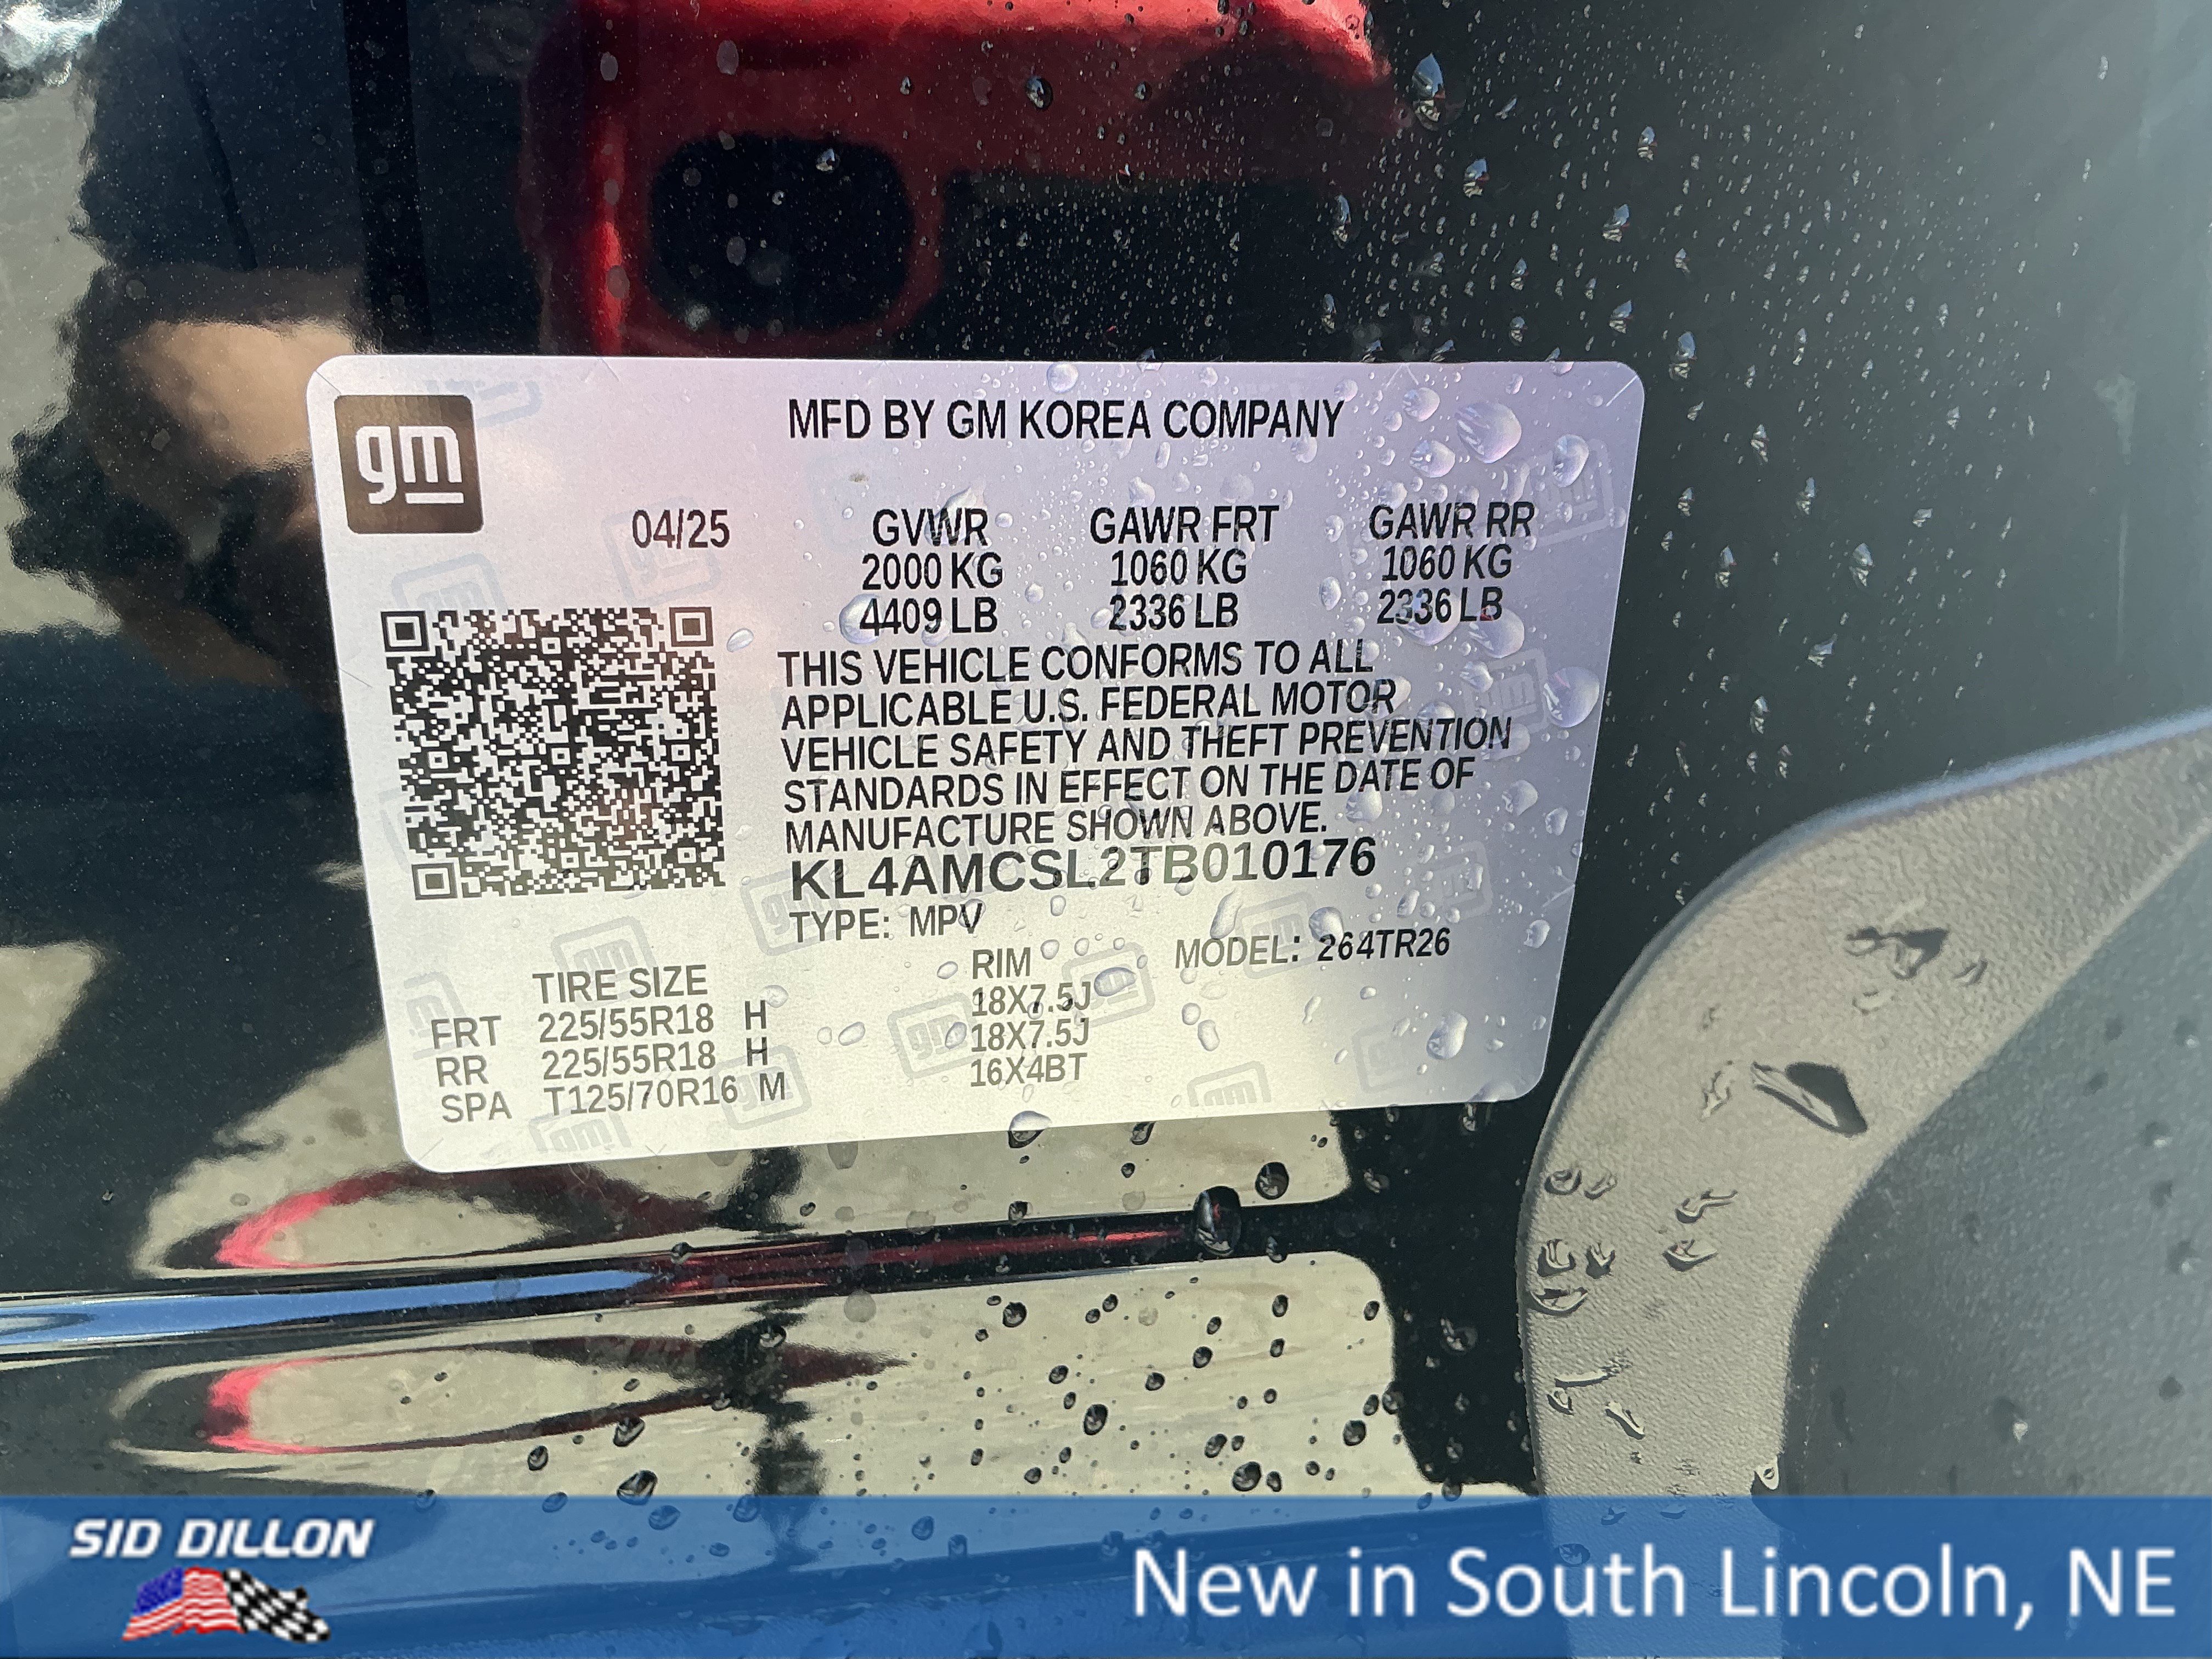 gm
MFD BY GM KOREA COMPANY
04/25 GVWR GAWR FRT GAWR RR
2000 KG 1060 KG 1060 KG
4409 LB 2336 LB 2336 LB
THIS VEHICLE CONFORMS TO ALL
APPLICABLE U.S. FEDERAL MOTOR
VEHICLE SAFETY AND THEFT PREVENTION
STANDARDS IN EFFECT ON THE DATE OF
MANUFACTURE SHOWN ABOVE.
KL4AMCSL2TB010176
TYPE: MPV
MODEL: 264TR26
TIRE SIZE RIM
FRT 225/55R18 H 18X7.5J
RR 225/55R18 H 18X7.5J
SPA T125/70R16 M 16X4BT
SID DILLON
New in South Lincoln, NE